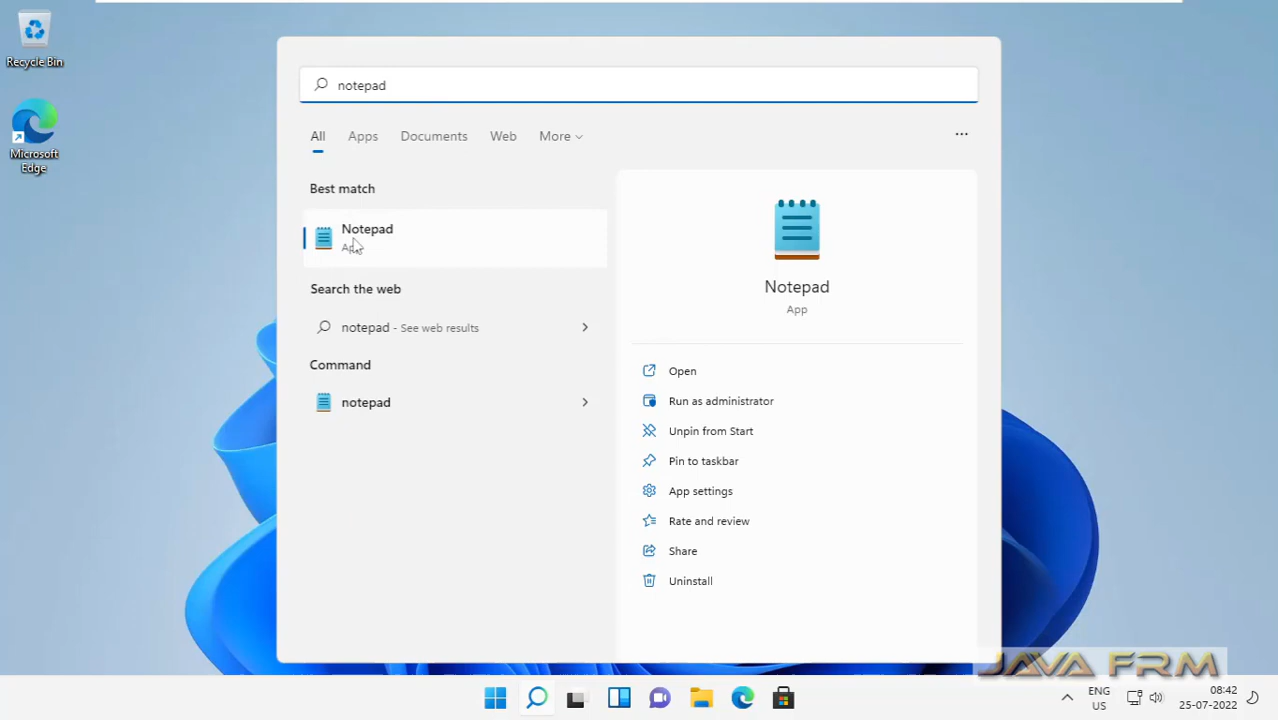 Recycle Bin
Microsoft
Edge
notepad
All Apps Documents Web More
Best match
Notepad
App
Search the web
notepad - See web results
Command
notepad
Notepad
App
Open
Run as administrator
Unpin from Start
Pin to taskbar
App settings
Rate and review
Share
Uninstall
JAVA FRM
ENG
US
08:42
25-07-2022